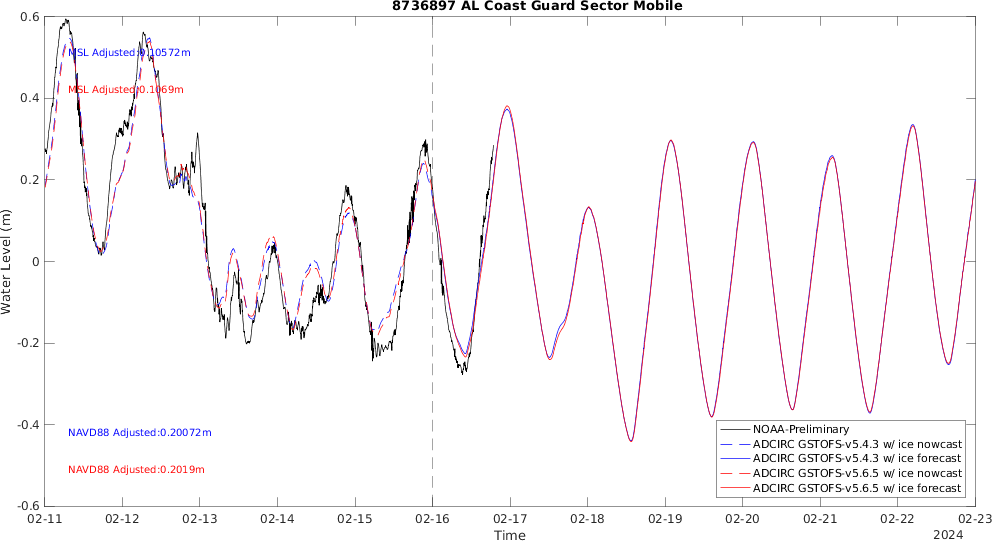 8736897 AL Coast Guard Sector Mobile
0.6
0.4
0.2
0
-0.2
-0.4
-0.6
Water Level (m)
MSL Adjusted:0.10572m
MSL Adjusted:0.1069m
NAVD88 Adjusted:0.20072m
NAVD88 Adjusted:0.2019m
NOAA-Preliminary
ADCIRC GSTOFS-v5.4.3 w/ ice nowcast
ADCIRC GSTOFS-v5.4.3 w/ ice forecast
ADCIRC GSTOFS-v5.6.5 w/ ice nowcast
ADCIRC GSTOFS-v5.6.5 w/ ice forecast
02-11 02-12 02-13 02-14 02-15 02-16 02-17 02-18 02-19 02-20 02-21 02-22 02-23
Time
2024